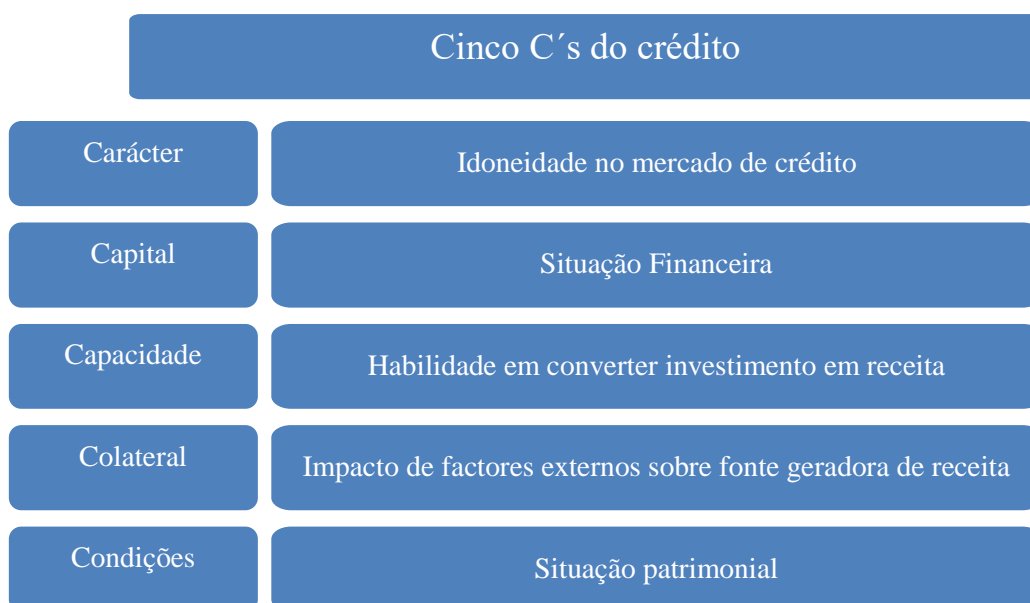 Cinco C´s do crédito
Carácter
Idoneidade no mercado de crédito
Capital
Situação Financeira
Capacidade
Habilidade em converter investimento em receita
Colateral
Impacto de factores externos sobre fonte geradora de receita
Condições
Situação patrimonial